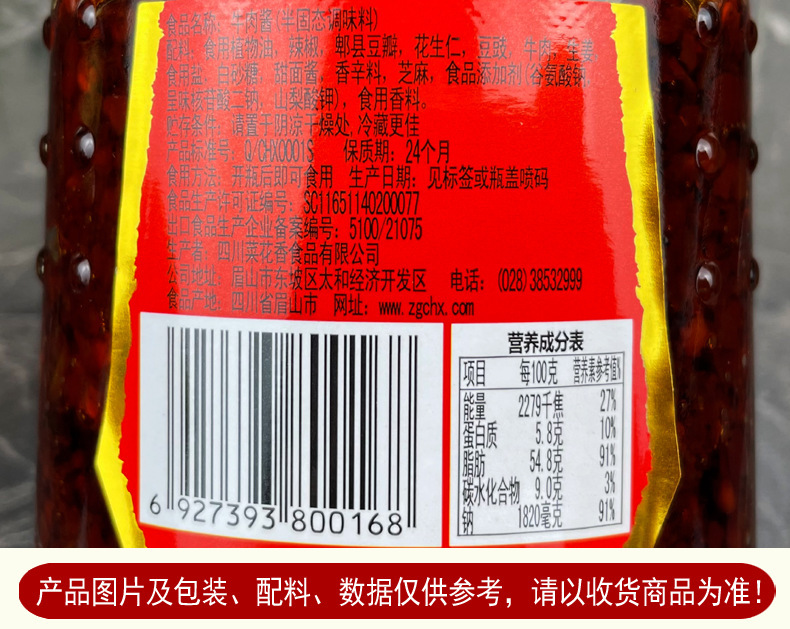 食品名称：牛肉酱(半固态调味料)
配料：食用植物油，辣椒，郫县豆瓣，花生仁，豆豉，牛肉，生姜
食用盐，白砂糖，甜面酱，香辛料，芝麻，食品添加剂(谷氨酸钠,
呈味核苷酸二钠，山梨酸钾)，食用香料。
贮存条件：请置于阴凉干燥处,冷藏更佳
产品标准号：Q/CHX0001S 保质期：24个月
食用方法：开瓶后即可食用 生产日期：见标签或瓶盖喷码
食品生产许可证编号：SC11651140200077
出口食品生产企业备案编号：5100/21075
生产者：四川菜花香食品有限公司
公司地址：眉山市东坡区太和经济开发区 电话：(028)38532999
食品产地：四川省眉山市 网址：www.zgchx.com
营养成分表
项目 每100克 营养素参考值%
能量 2279千焦 27%
蛋白质 5.8克 10%
脂肪 54.8克 91%
碳水化合物 9.0克 3%
钠 1820毫克 91%
6 927393 800168
产品图片及包装、配料、数据仅供参考，请以收货商品为准！